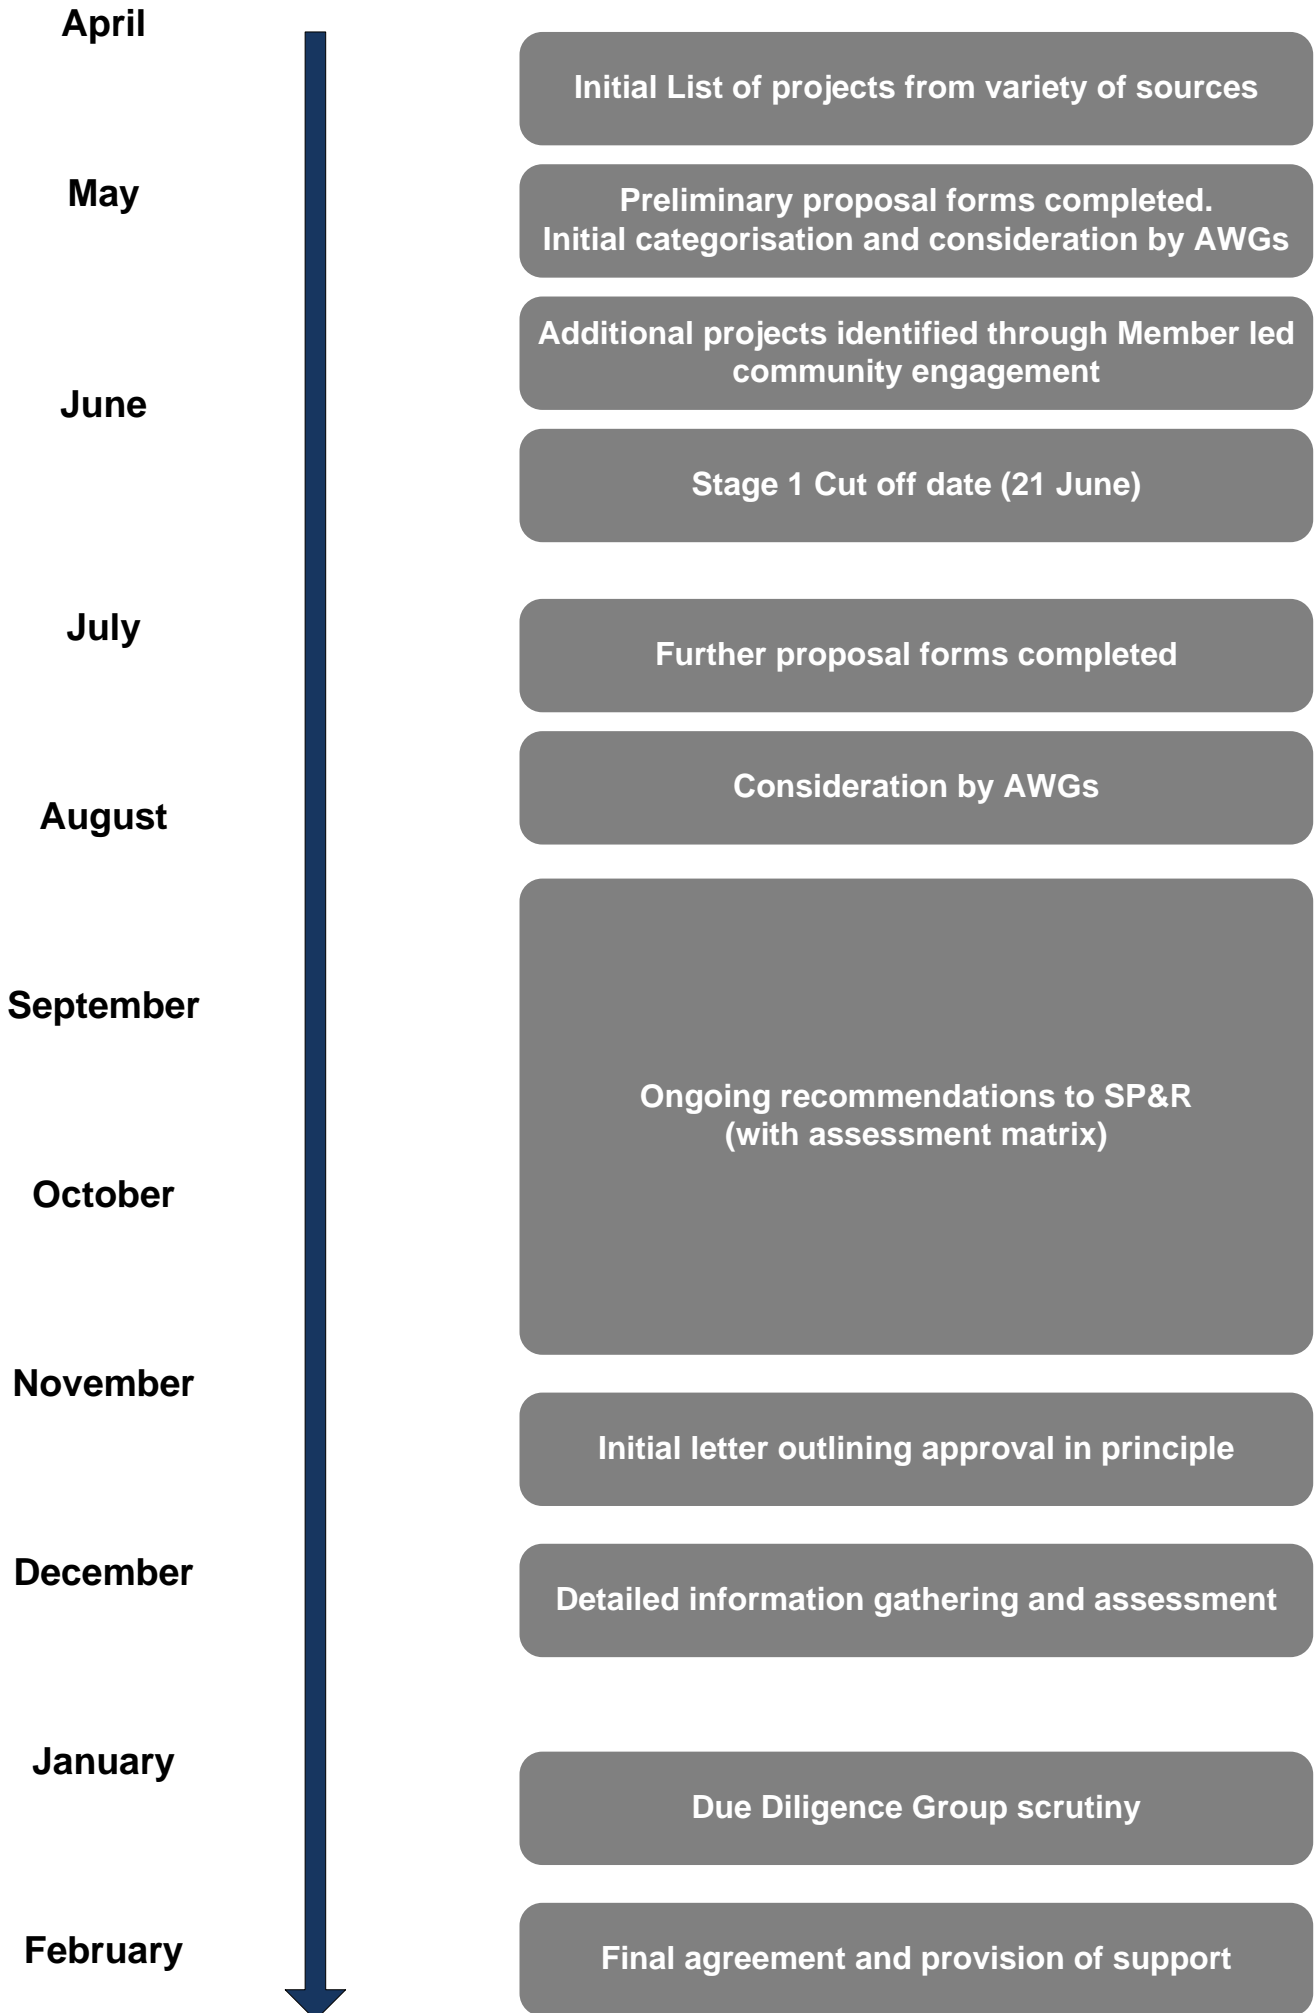 April
Initial List of projects from variety of sources
May
Preliminary proposal forms completed.
Initial categorisation and consideration by AWGs
Additional projects identified through Member led
community engagement
June
Stage 1 Cut off date (21 June)
July
Further proposal forms completed
Consideration by AWGs
August
September
Ongoing recommendations to SP&R
(with assessment matrix)
October
November
Initial letter outlining approval in principle
December
Detailed information gathering and assessment
January
Due Diligence Group scrutiny
February
Final agreement and provision of support